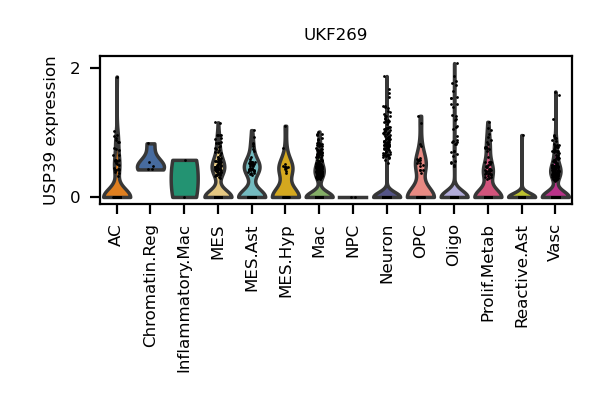 UKF269
USP39 expression
2
0
AC
Chromatin.Reg
Inflammatory.Mac
MES
MES.Ast
MES.Hyp
Mac
NPC
Neuron
OPC
Oligo
Prolif.Metab
Reactive.Ast
Vasc